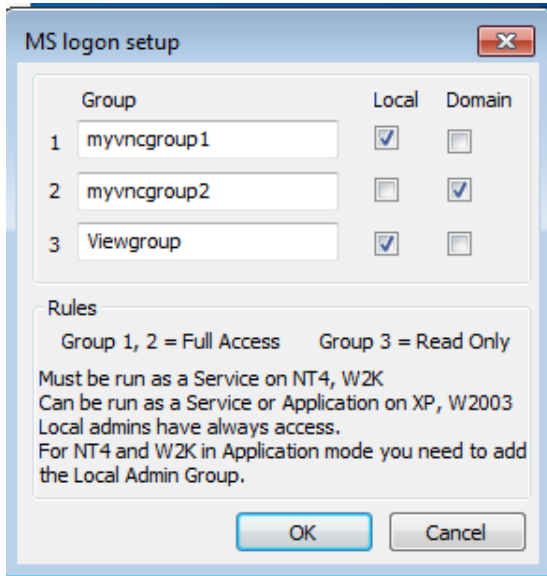 MS logon setup
Group Local Domain
1 myvncgroup1
2 myvncgroup2
3 Viewgroup
Rules
Group 1, 2 = Full Access Group 3 = Read Only
Must be run as a Service on NT4, W2K
Can be run as a Service or Application on XP, W2003
Local admins have always access.
For NT4 and W2K in Application mode you need to add
the Local Admin Group.
OK Cancel